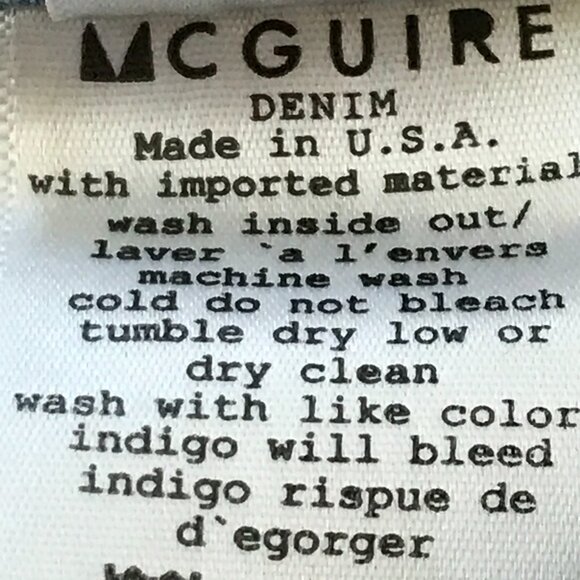 MCGUIRE
DENIM
Made in U.S.A.
with imported material
wash inside out/
laver `a l'envers
machine wash
cold do not bleach
tumble dry low or
dry clean
wash with like color
indigo will bleed
indigo rispue de
d`egorger